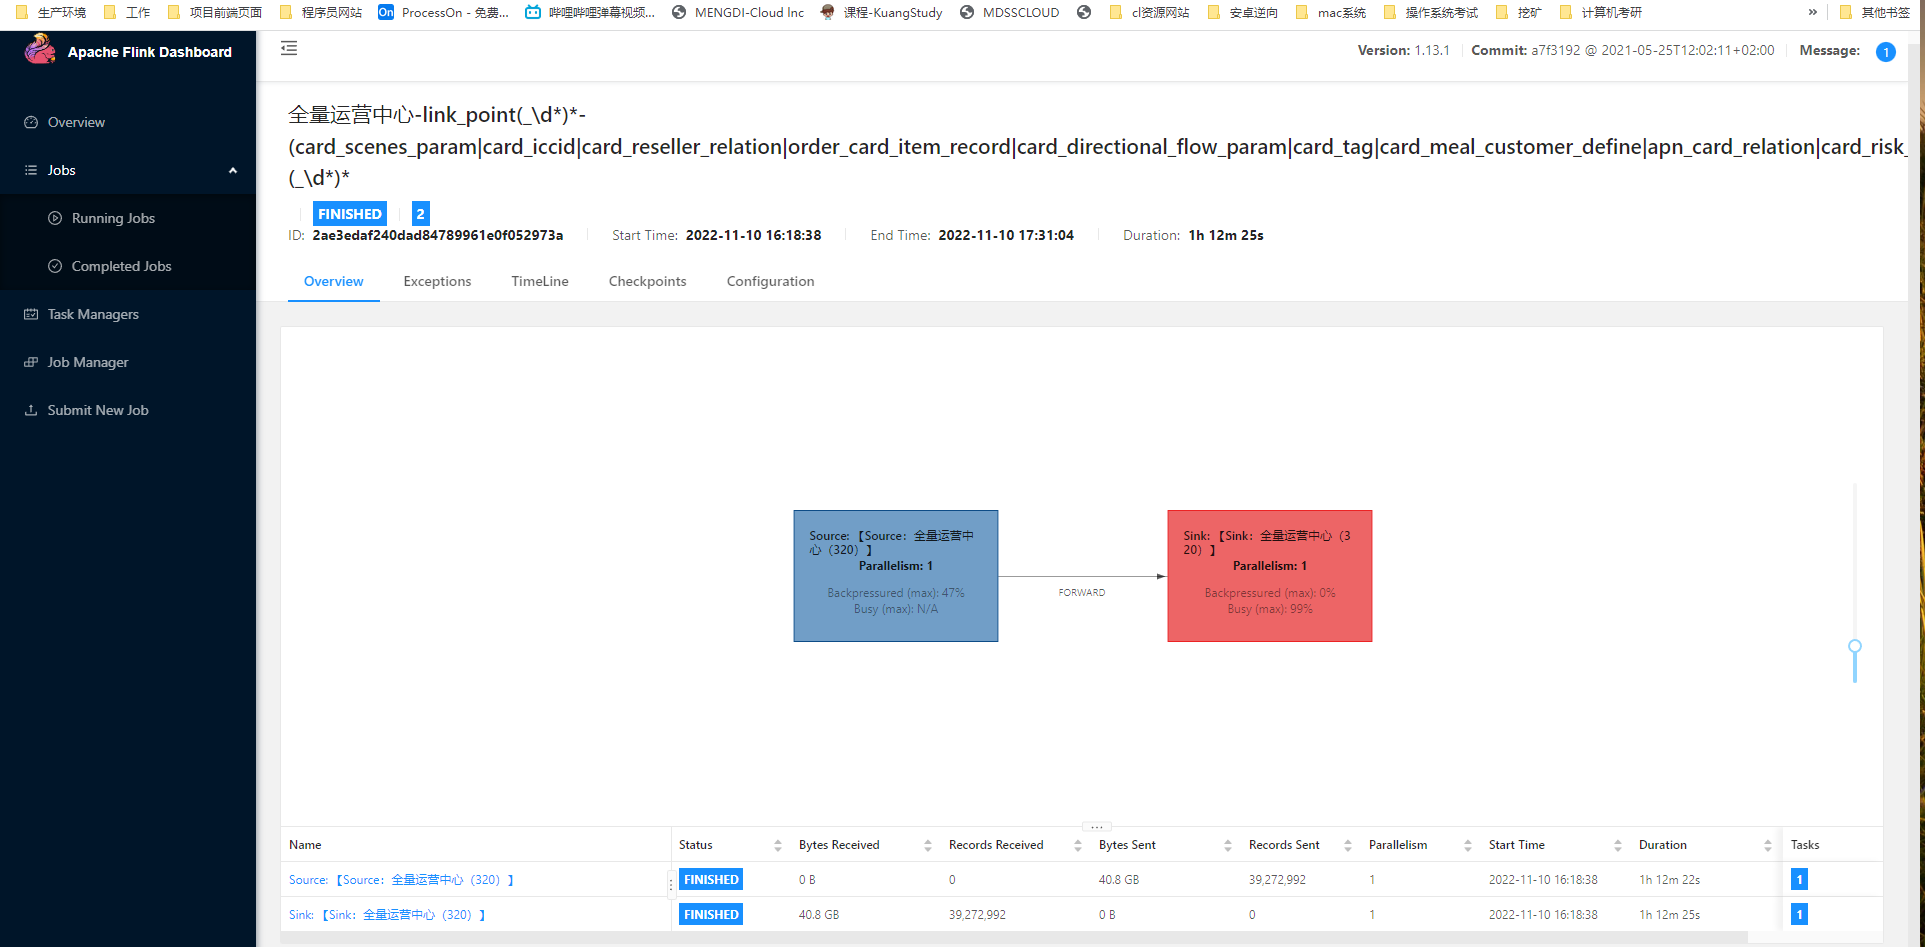 生产环境 工作 项目前端页面 程序员网站 On ProcessOn - 免费... 哔哩哔哩弹幕视频... MENGDI-Cloud Inc 课程-KuangStudy MDSSCLOUD cl资源网站 安卓逆向 mac系统 操作系统考试 挖矿 计算机考研 » 其他书签
Apache Flink Dashboard
Version: 1.13.1 Commit: a7f3192 @ 2021-05-25T12:02:11+02:00 Message: 1
Overview
Jobs
Running Jobs
Completed Jobs
Task Managers
Job Manager
Submit New Job
全量运营中心-link_point(_\d*)*-
(card_scenes_param|card_iccid|card_reseller_relation|order_card_item_record|card_directional_flow_param|card_tag|card_meal_customer_define|apn_card_relation|card_risk_
(_\d*)*
FINISHED 2
ID: 2ae3edaf240dad84789961e0f052973a Start Time: 2022-11-10 16:18:38 End Time: 2022-11-10 17:31:04 Duration: 1h 12m 25s
Overview Exceptions TimeLine Checkpoints Configuration
Source: 【Source：全量运营中
心（320）】
Parallelism: 1
Backpressured (max): 47%
Busy (max): N/A
FORWARD
Sink: 【Sink：全量运营中心（3
20）】
Parallelism: 1
Backpressured (max): 0%
Busy (max): 99%
Name Status Bytes Received Records Received Bytes Sent Records Sent Parallelism Start Time Duration Tasks
Source: 【Source：全量运营中心（320）】 FINISHED 0 B 0 40.8 GB 39,272,992 1 2022-11-10 16:18:38 1h 12m 22s 1
Sink: 【Sink：全量运营中心（320）】 FINISHED 40.8 GB 39,272,992 0 B 0 1 2022-11-10 16:18:38 1h 12m 25s 1